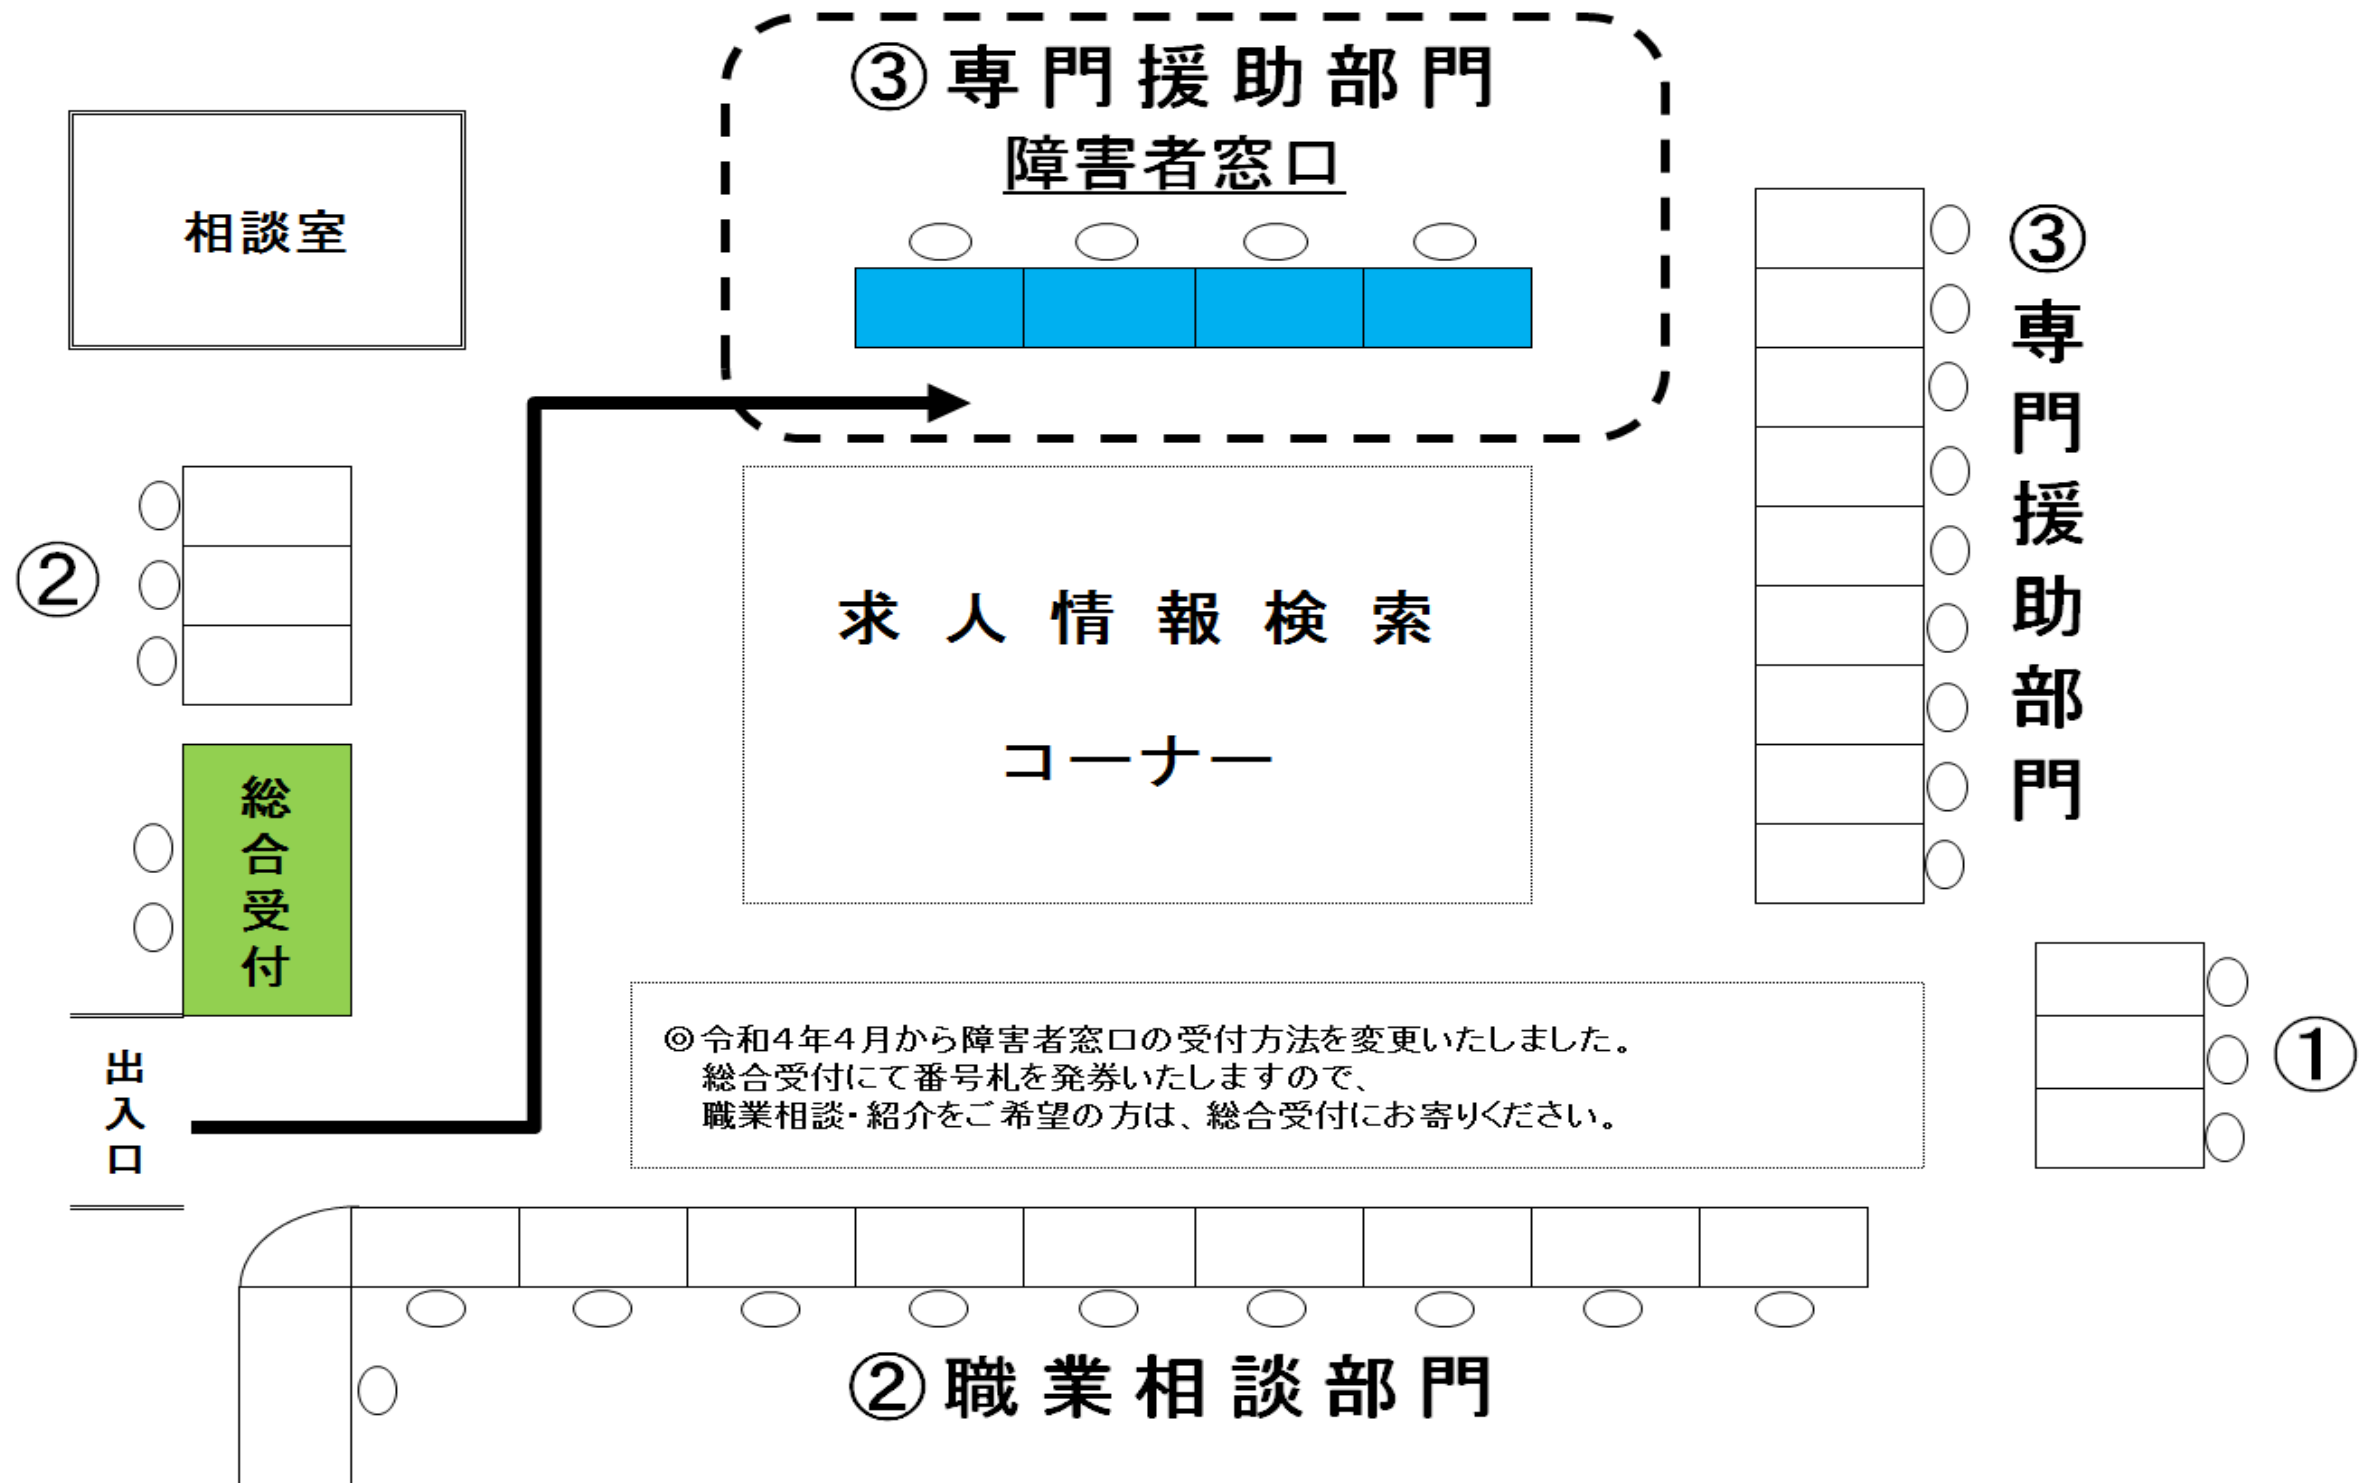 ③専門援助部門
障害者窓口
相談室
③専門援助部門
②
求人情報検索
コーナー
総合受付
◎令和4年4月から障害者窓口の受付方法を変更いたしました。
総合受付にて番号札を発券いたしますので、
職業相談・紹介をご希望の方は、総合受付にお寄りください。
①
出入口
②職業相談部門